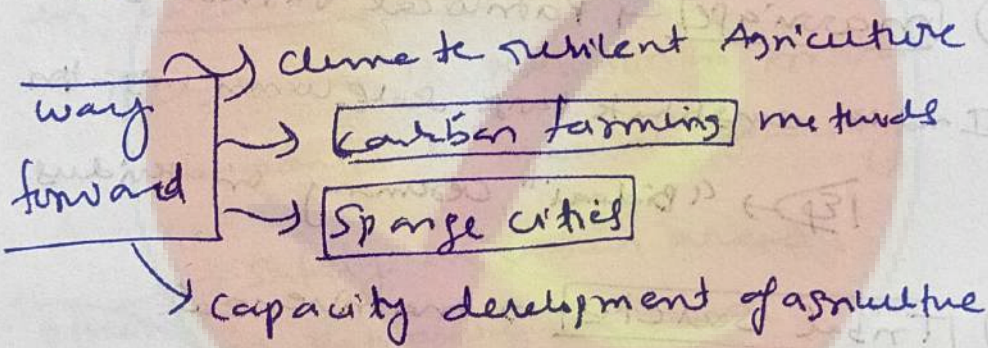 climate resilient Agriculture
way forward
carbon farming methods
Sponge cities
capacity development of agriculture